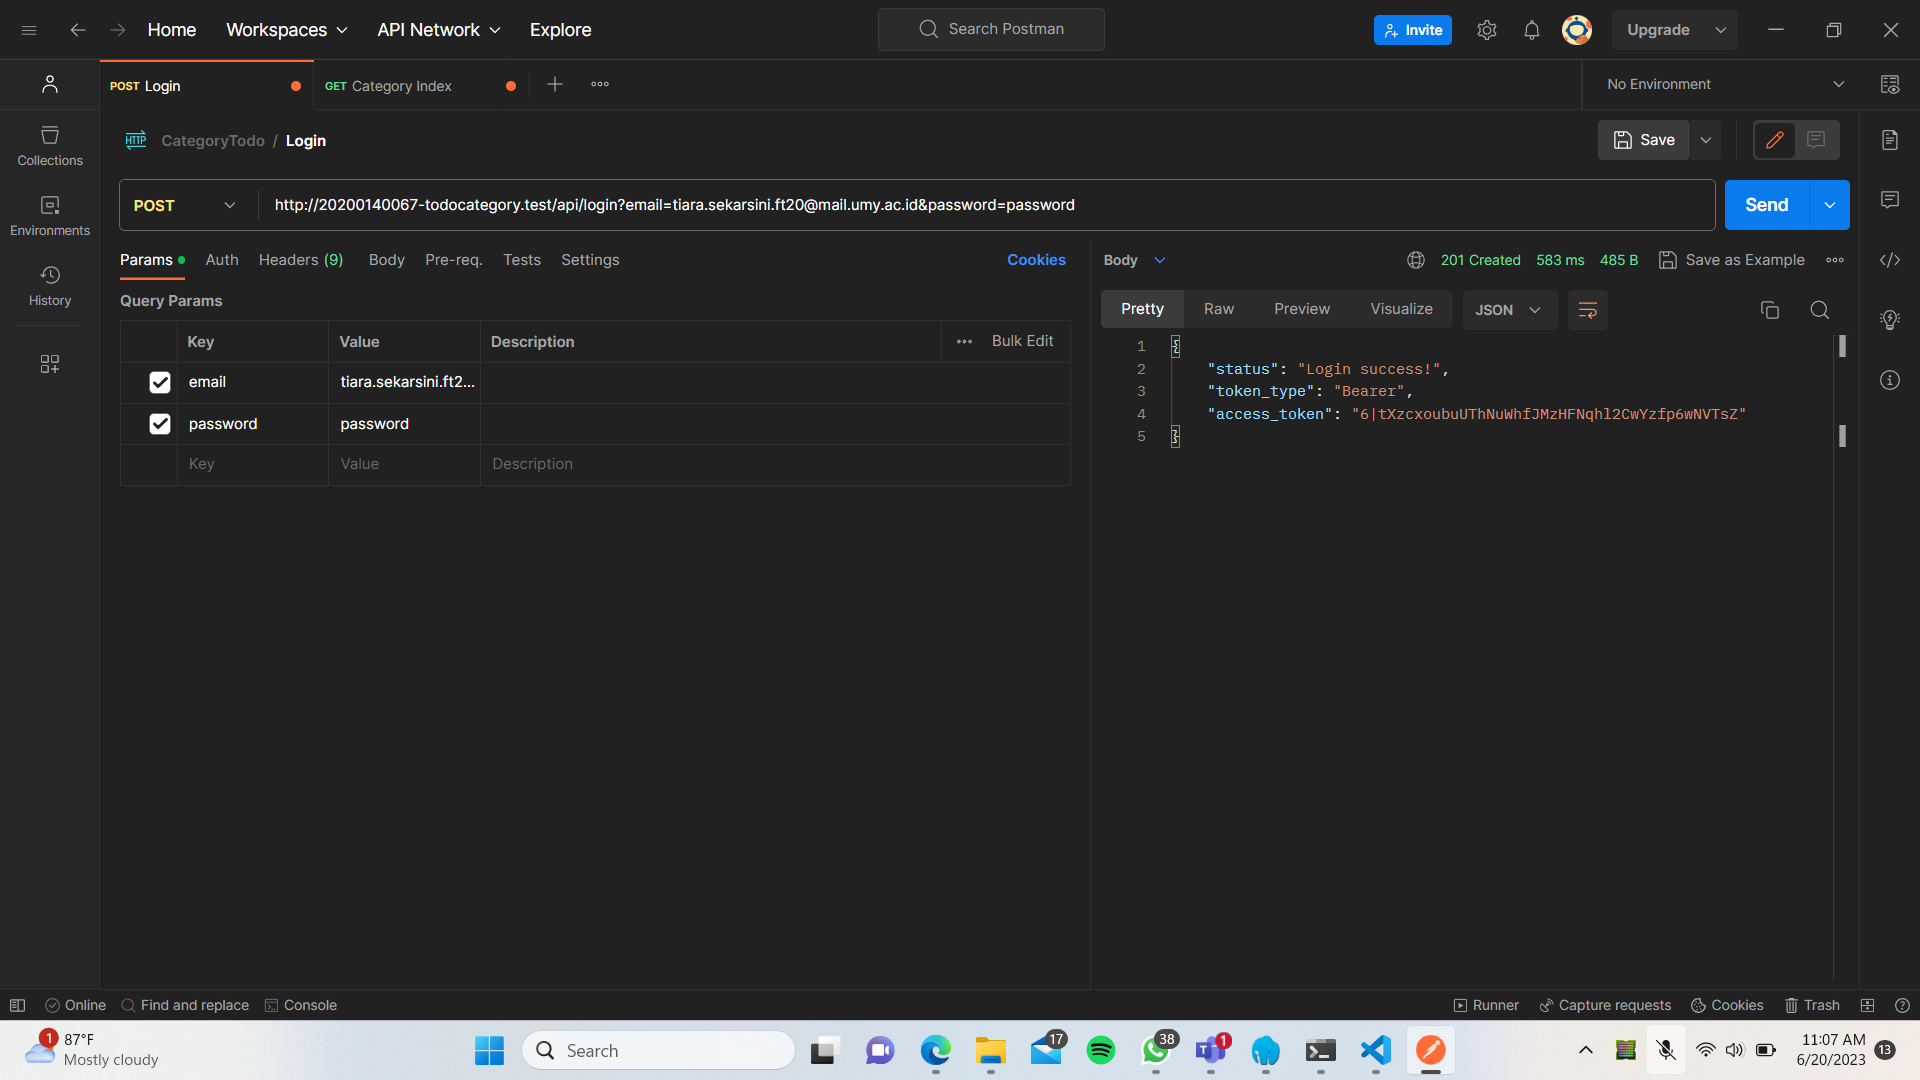 Home Workspaces API Network Explore Search Postman Invite Upgrade
POST Login GET Category Index No Environment
HTTP CategoryTodo / Login Save
Collections
Environments
History
POST http://20200140067-todocategory.test/api/login?email=tiara.sekarsini.ft20@mail.umy.ac.id&password=password Send
Params Auth Headers (9) Body Pre-req. Tests Settings Cookies
Query Params
Key Value Description Bulk Edit
email tiara.sekarsini.ft2...
password password
Key Value Description
Body 201 Created 583 ms 485 B Save as Example
Pretty Raw Preview Visualize JSON
1 {
2 "status": "Login success!",
3 "token_type": "Bearer",
4 "access_token": "6|tXzcxoubuUThNuWhfJMzHFNqhl2CwYzfp6wNVTsZ"
5 }
Online Find and replace Console Runner Capture requests Cookies Trash
1 87°F
Mostly cloudy
Search
17
38
1
11:07 AM
6/20/2023
13